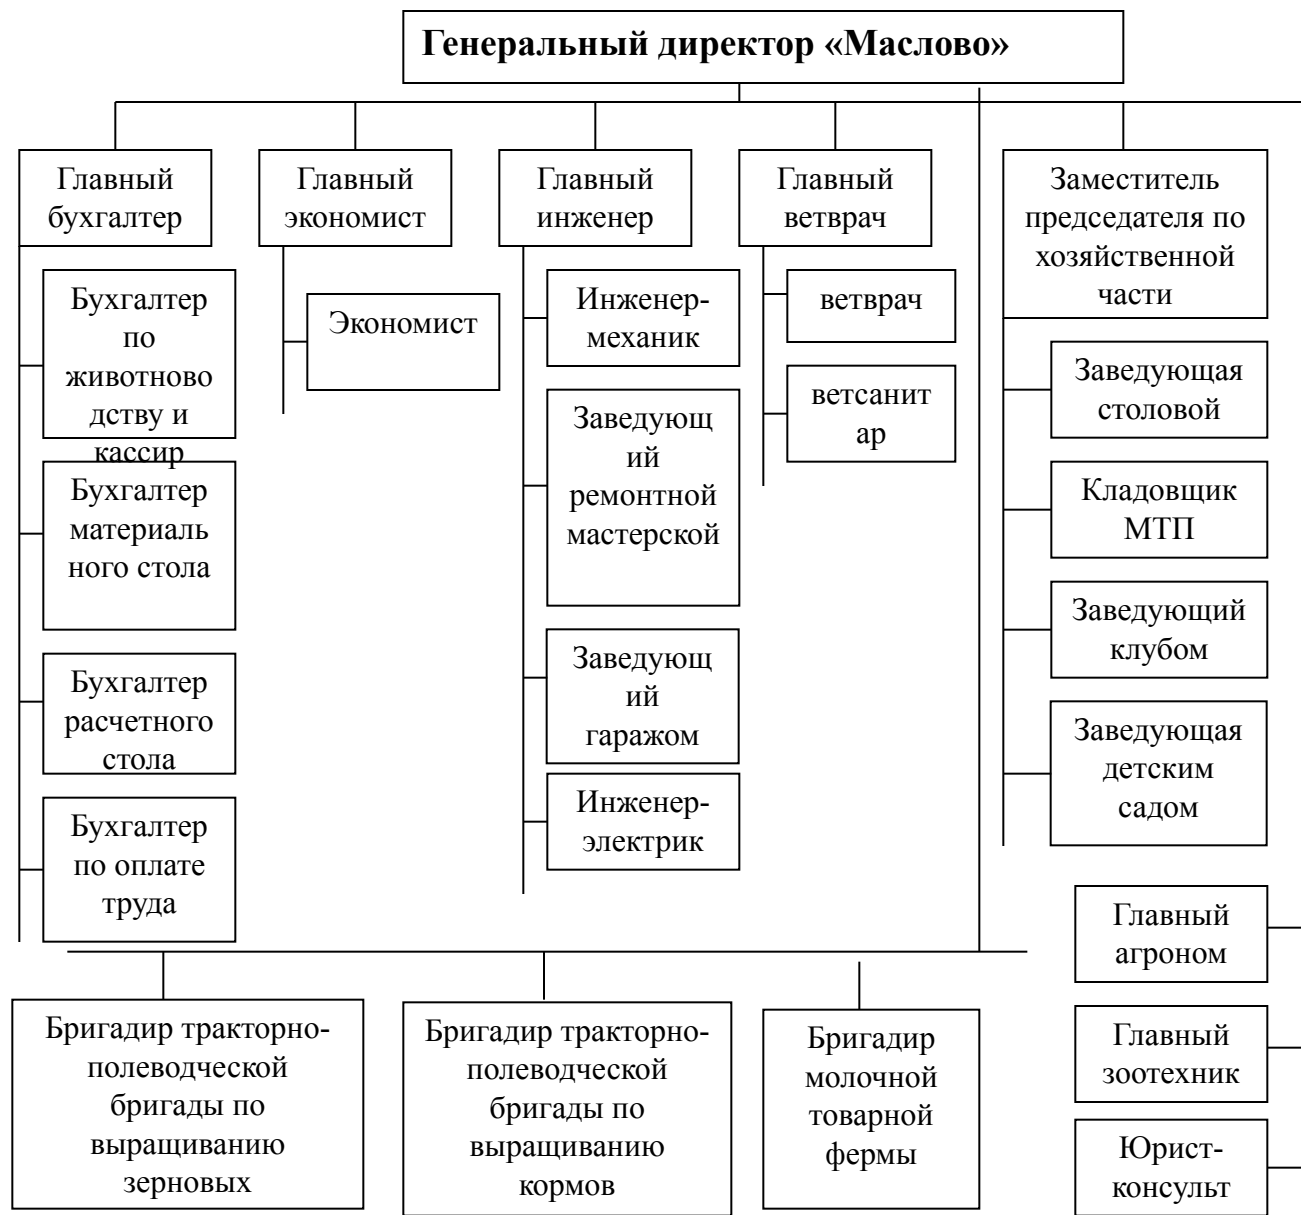 Генеральный директор «Маслово»
Главный
бухгалтер
Главный
экономист
Главный
инженер
Главный
ветврач
Заместитель
председателя по
хозяйственной
части
Бухгалтер
по
животново
дству и
кассир
Бухгалтер
материаль
ного стола
Бухгалтер
расчетного
стола
Бухгалтер
по оплате
труда
Экономист
Инженер-
механик
Заведующ
ий
ремонтной
мастерской
Заведующ
ий
гаражом
Инженер-
электрик
ветврач
ветсанит
ар
Заведующая
столовой
Кладовщик
МТП
Заведующий
клубом
Заведующая
детским
садом
Главный
агроном
Главный
зоотехник
Юрист-
консульт
Бригадир тракторно-
полеводческой
бригады по
выращиванию
зерновых
Бригадир тракторно-
полеводческой
бригады по
выращиванию
кормов
Бригадир
молочной
товарной
фермы